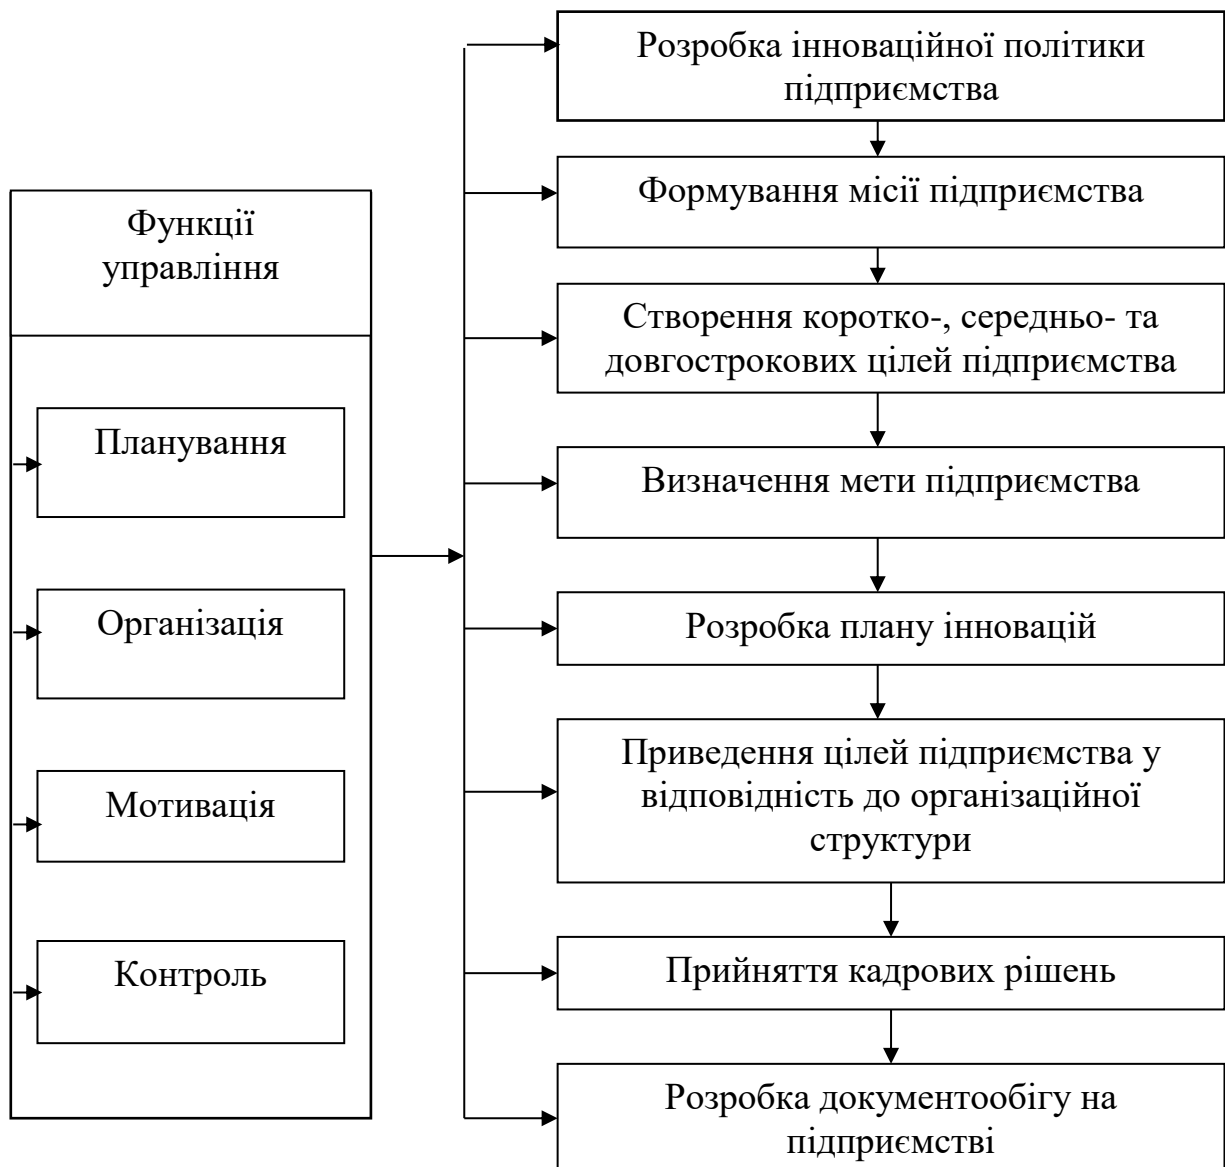 Функції
управління
Планування
Організація
Мотивація
Контроль
Розробка інноваційної політики
підприємства
Формування місії підприємства
Створення коротко-, середньо- та
довгострокових цілей підприємства
Визначення мети підприємства
Розробка плану інновацій
Приведення цілей підприємства у
відповідність до організаційної
структури
Прийняття кадрових рішень
Розробка документообігу на
підприємстві